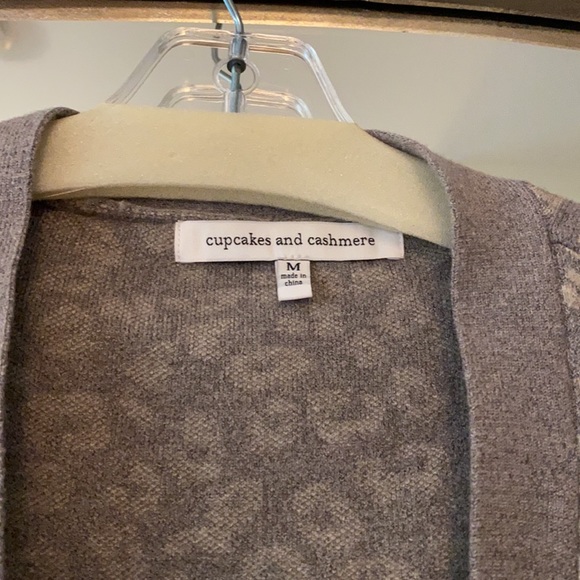 cupcakes and cashmere
M
made in
china